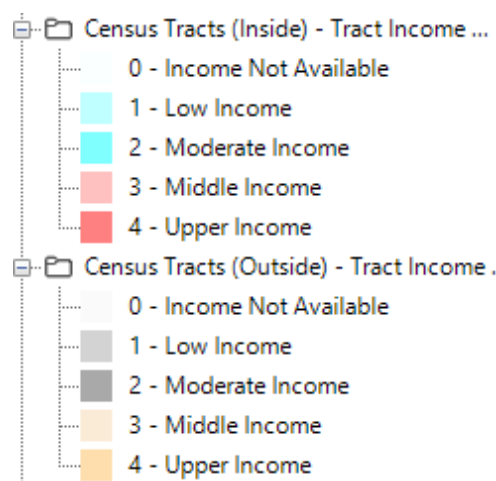 Census Tracts (Inside) - Tract Income ...
0 - Income Not Available
1 - Low Income
2 - Moderate Income
3 - Middle Income
4 - Upper Income
Census Tracts (Outside) - Tract Income .
0 - Income Not Available
1 - Low Income
2 - Moderate Income
3 - Middle Income
4 - Upper Income